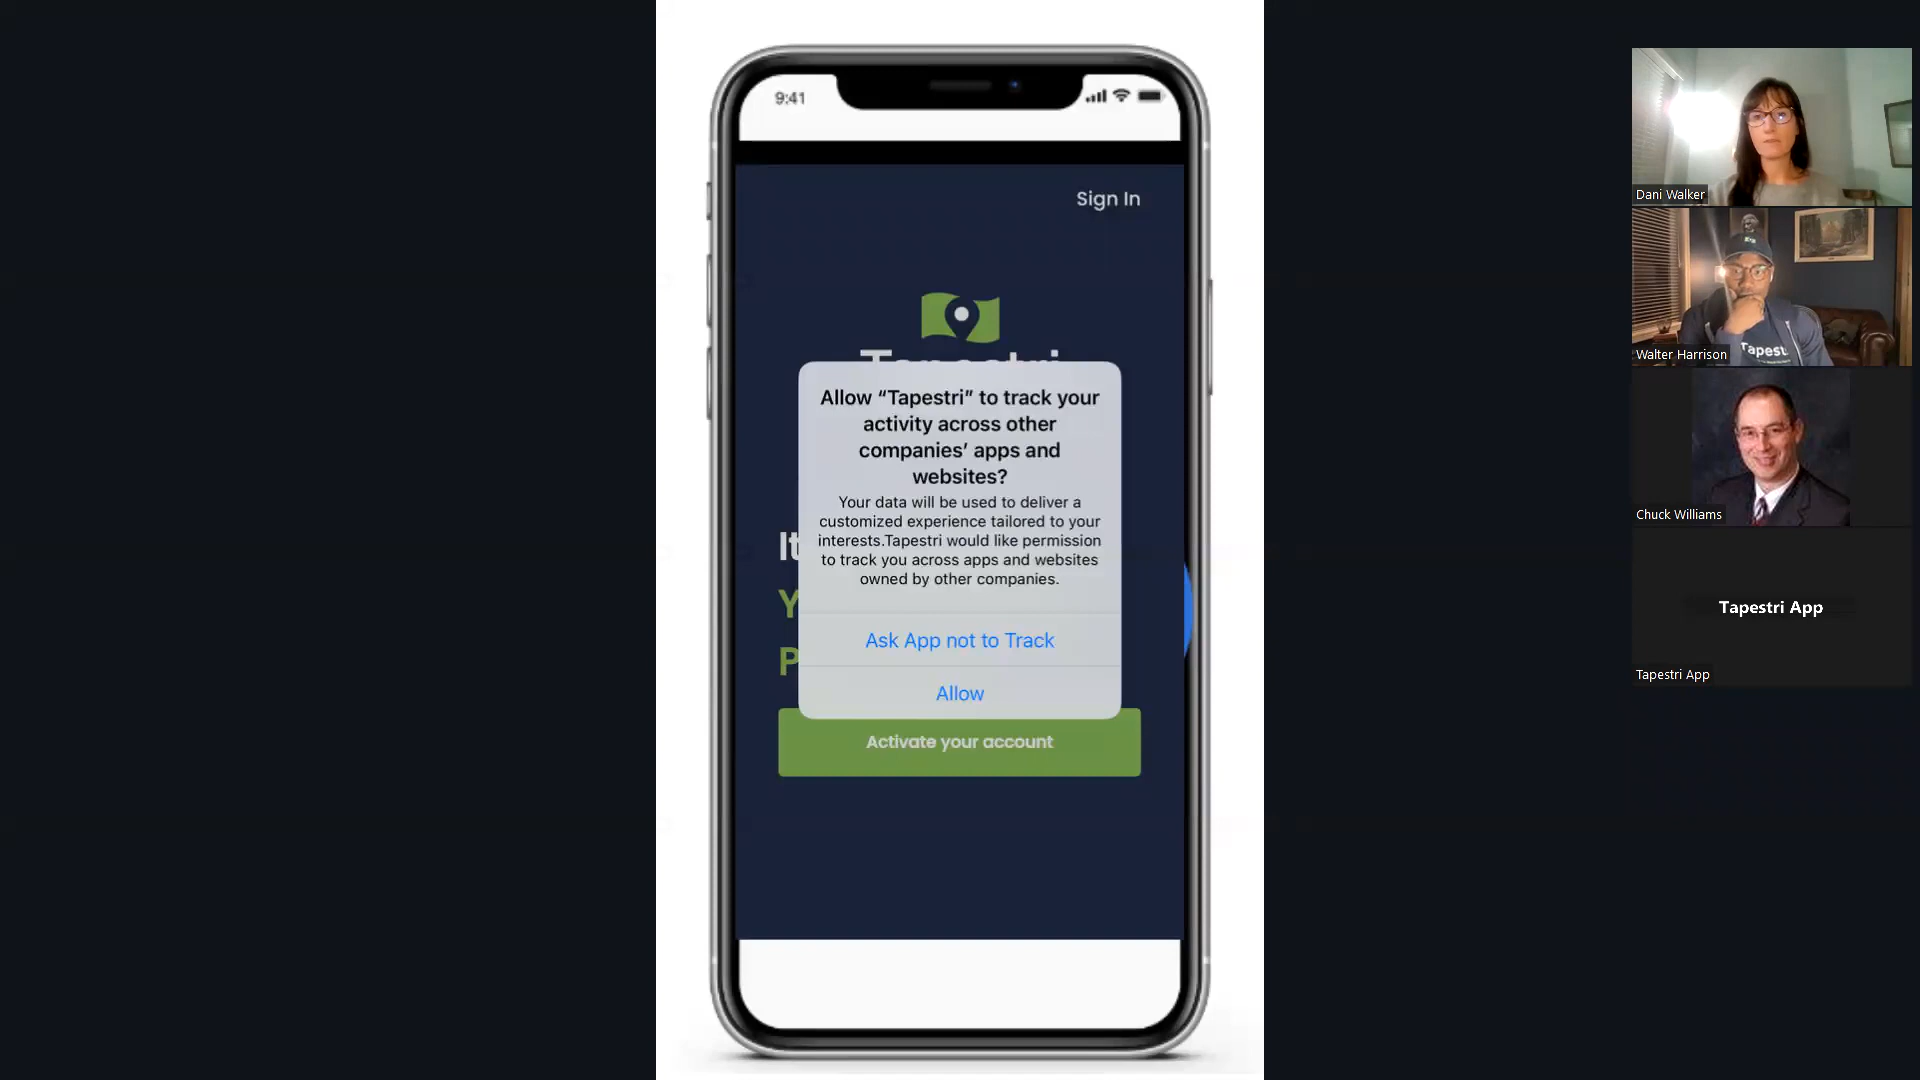 9:41
Sign In
Tapestri
Allow “Tapestri” to track your
activity across other
companies’ apps and
websites?
Your data will be used to deliver a
customized experience tailored to your
interests.Tapestri would like permission
to track you across apps and websites
owned by other companies.
It
Y
P
Ask App not to Track
Allow
Activate your account
Dani Walker
Tapest
Walter Harrison
Chuck Williams
Tapestri App
Tapestri App